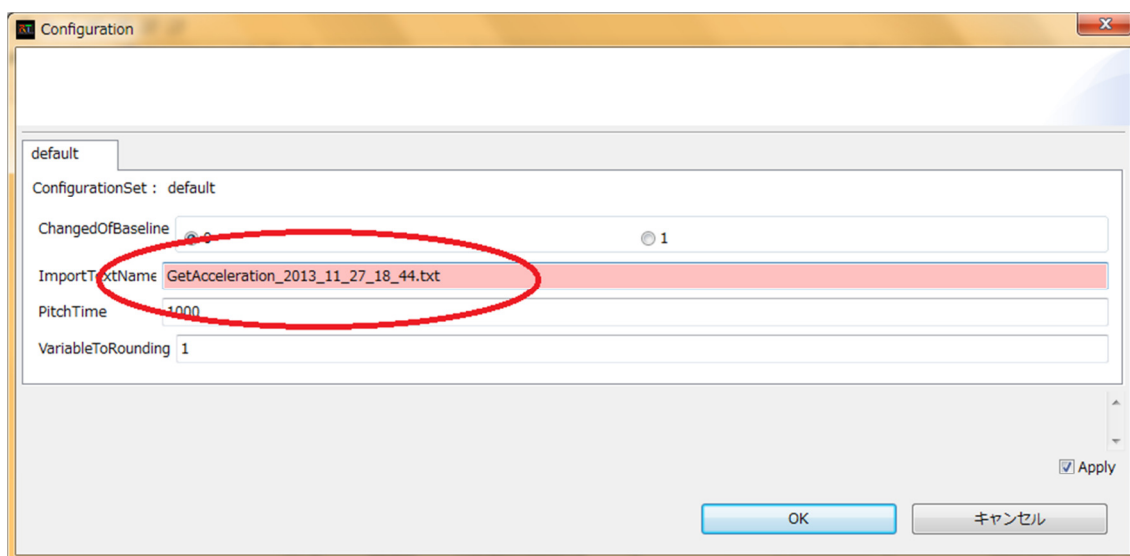 Configuration
default
ConfigurationSet : default
ChangedOfBaseline 0 1
ImportTextName GetAcceleration_2013_11_27_18_44.txt
PitchTime 1000
VariableToRounding 1
Apply
OK キャンセル